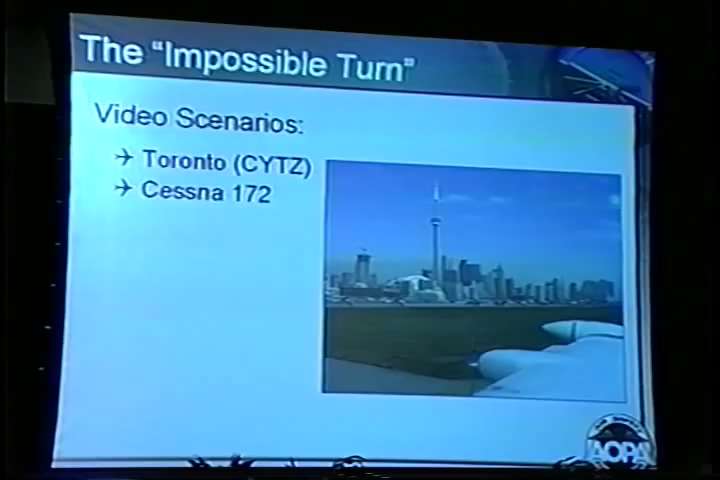 The “Impossible Turn”
Video Scenarios:
Toronto (CYTZ)
Cessna 172
AOPA